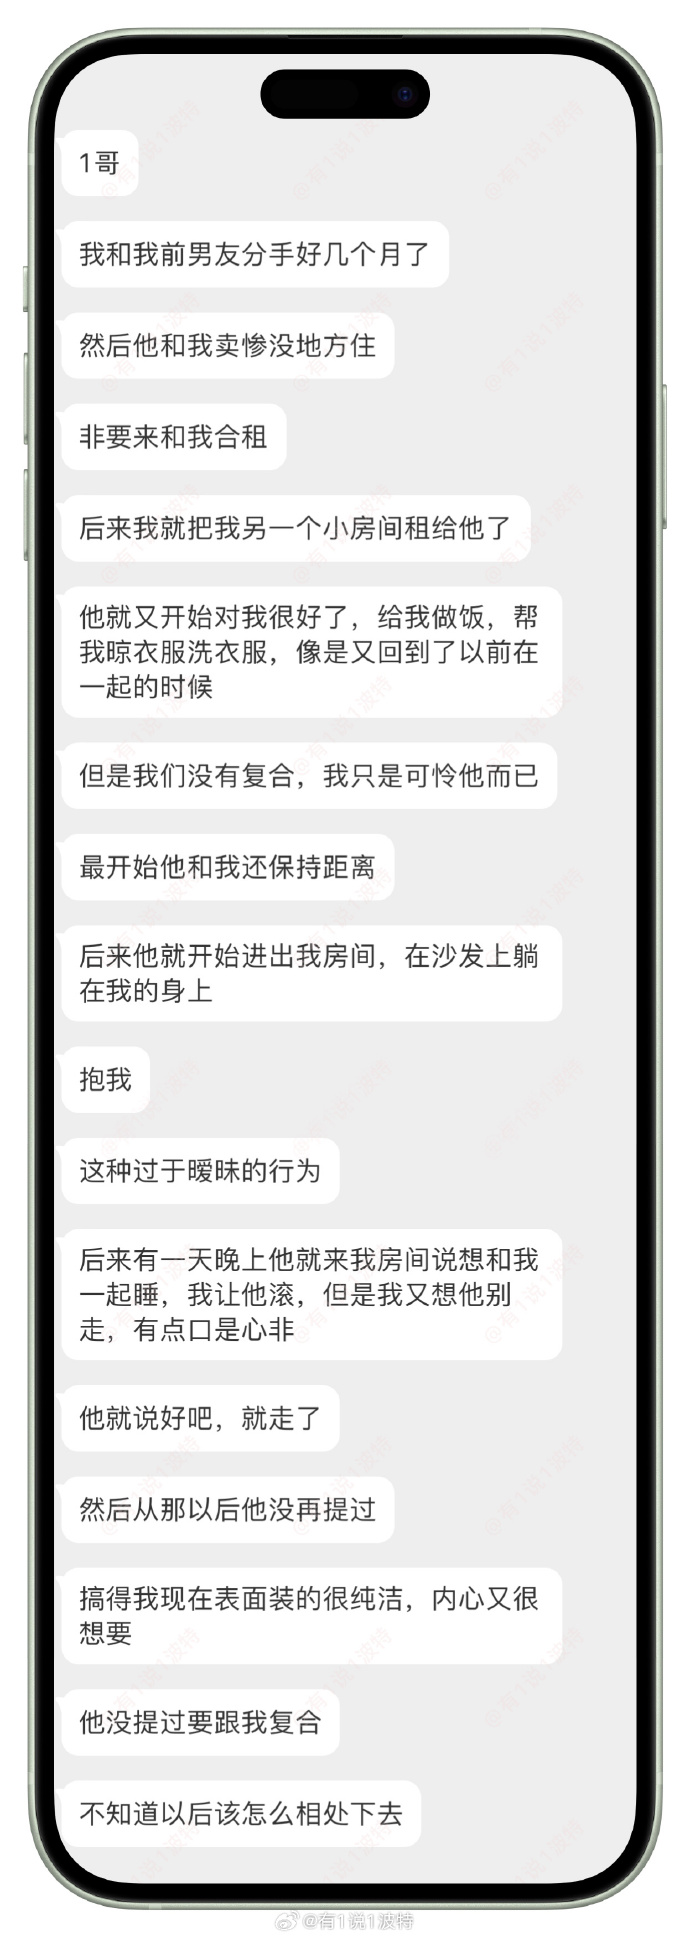 1哥
我和我前男友分手好几个月了
然后他和我卖惨没地方住
非要来和我合租
后来我就把我另一个小房间租给他了
他就又开始对我很好了，给我做饭，帮
我晾衣服洗衣服，像是又回到了以前在
一起的时候
但是我们没有复合，我只是可怜他而已
最开始他和我还保持距离
后来他就开始进出我房间，在沙发上躺
在我的身上
抱我
这种过于暧昧的行为
后来有一天晚上他就来我房间说想和我
一起睡，我让他滚，但是我又想他别
走，有点口是心非
他就说好吧，就走了
然后从那以后他没再提过
搞得我现在表面装的很纯洁，内心又很
想要
他没提过要跟我复合
不知道以后该怎么相处下去
@有1说1波特